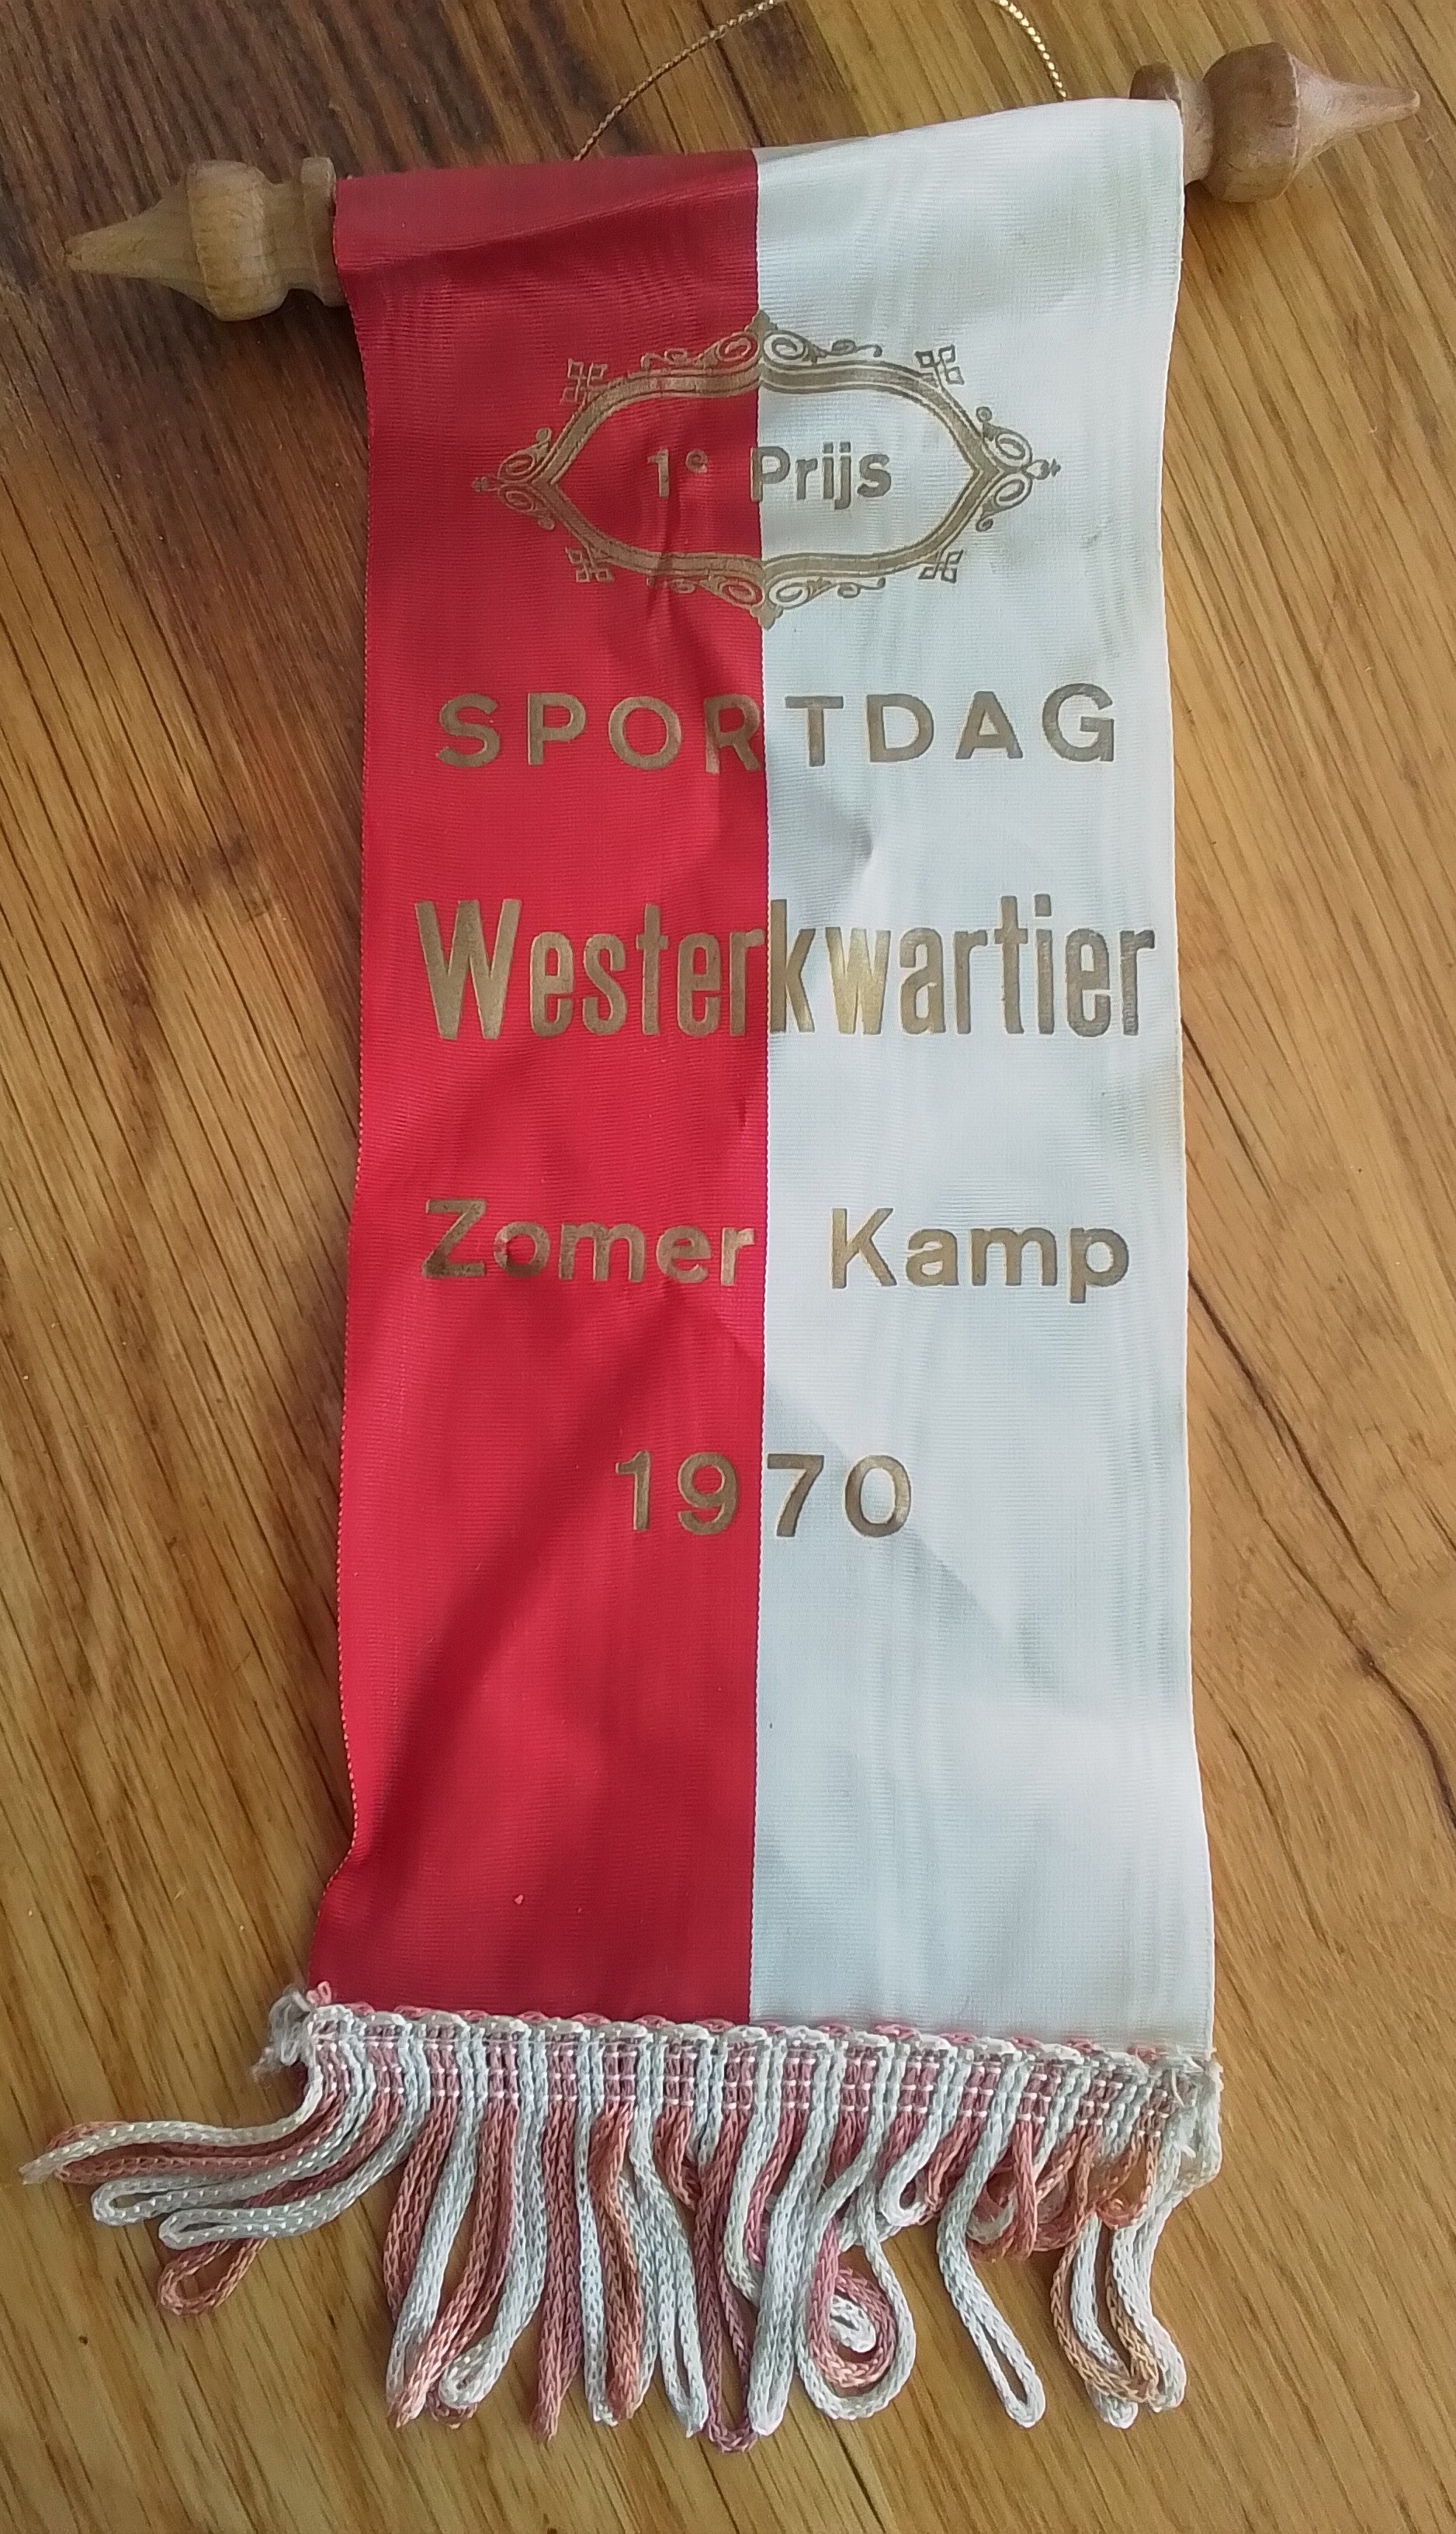 1e Prijs
SPORTDAG
Westerkwartier
Zomer Kamp
1970